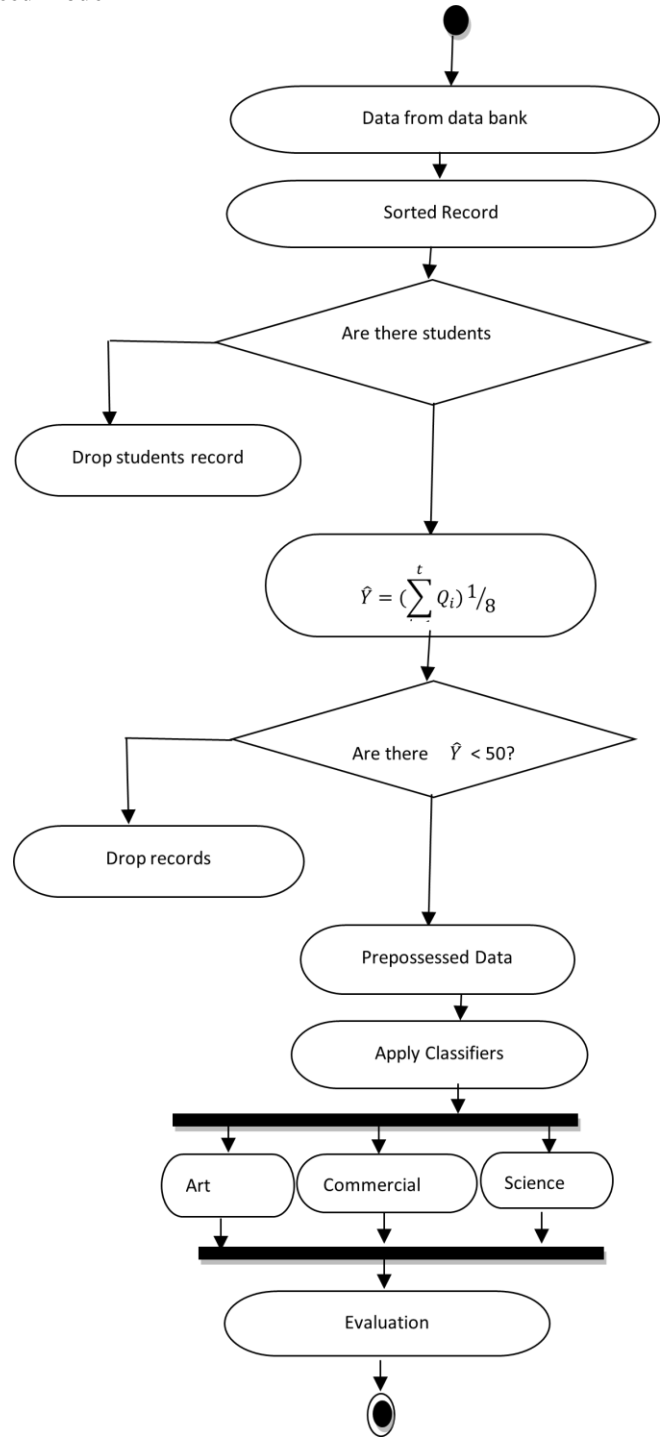 Data from data bank
Sorted Record
Are there students
Drop students record
t
Ŷ = (∑ Qᵢ) 1/8
Are there Ŷ < 50?
Drop records
Prepossessed Data
Apply Classifiers
Art Commercial Science
Evaluation